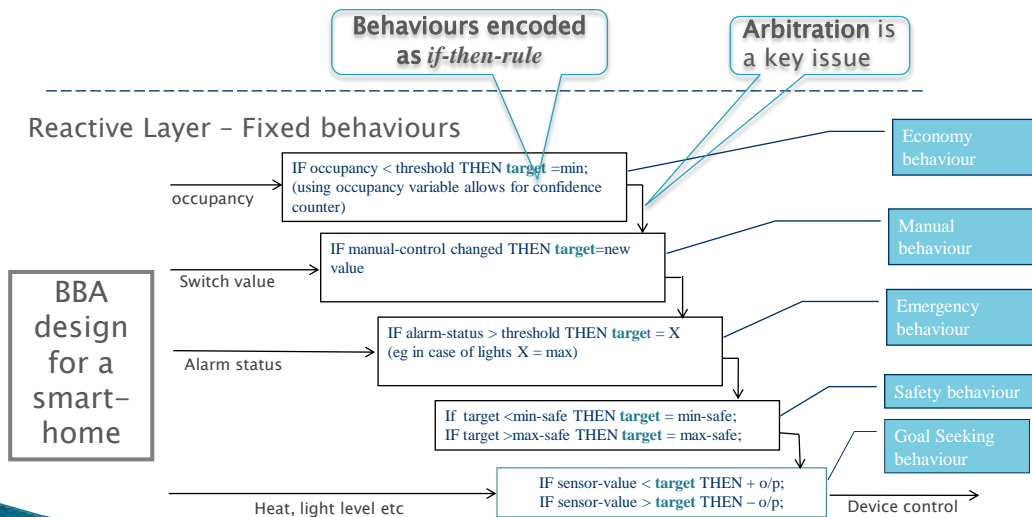 Behaviours encoded
as if-then-rule
Arbitration is
a key issue
Reactive Layer – Fixed behaviours
IF occupancy < threshold THEN target =min;
(using occupancy variable allows for confidence
counter)
occupancy
Economy
behaviour
IF manual-control changed THEN target=new
value
Switch value
Manual
behaviour
BBA
design
for a
smart-
home
IF alarm-status > threshold THEN target = X
(eg in case of lights X = max)
Alarm status
Emergency
behaviour
If target <min-safe THEN target = min-safe;
IF target >max-safe THEN target = max-safe;
Safety behaviour
Goal Seeking
behaviour
IF sensor-value < target THEN + o/p;
IF sensor-value > target THEN – o/p;
Heat, light level etc
Device control